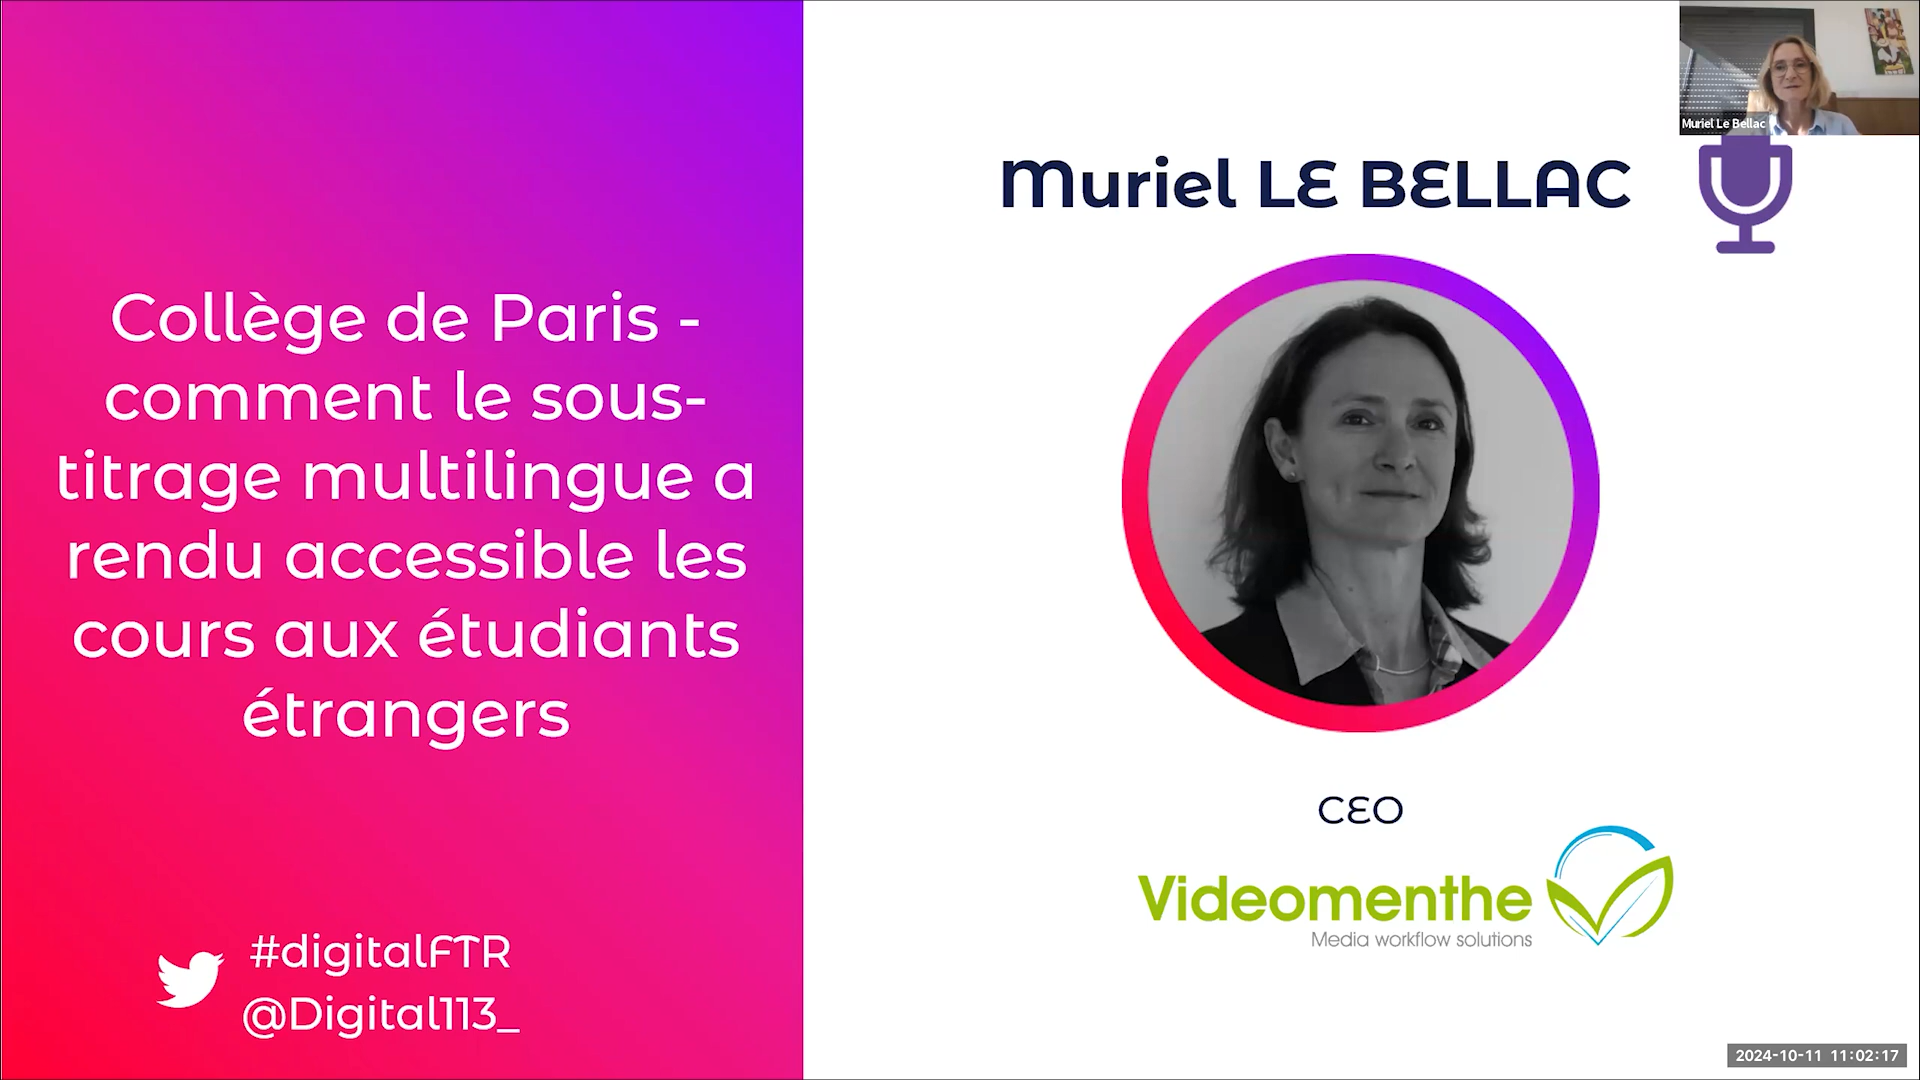 Collège de Paris -
comment le sous-
titrage multilingue a
rendu accessible les
cours aux étudiants
étrangers
#digitalFTR
@Digital113_
Muriel LE BELLAC
CEO
Videomenthe
Media workflow solutions
Muriel Le Bellac
2024-10-11 11:02:17